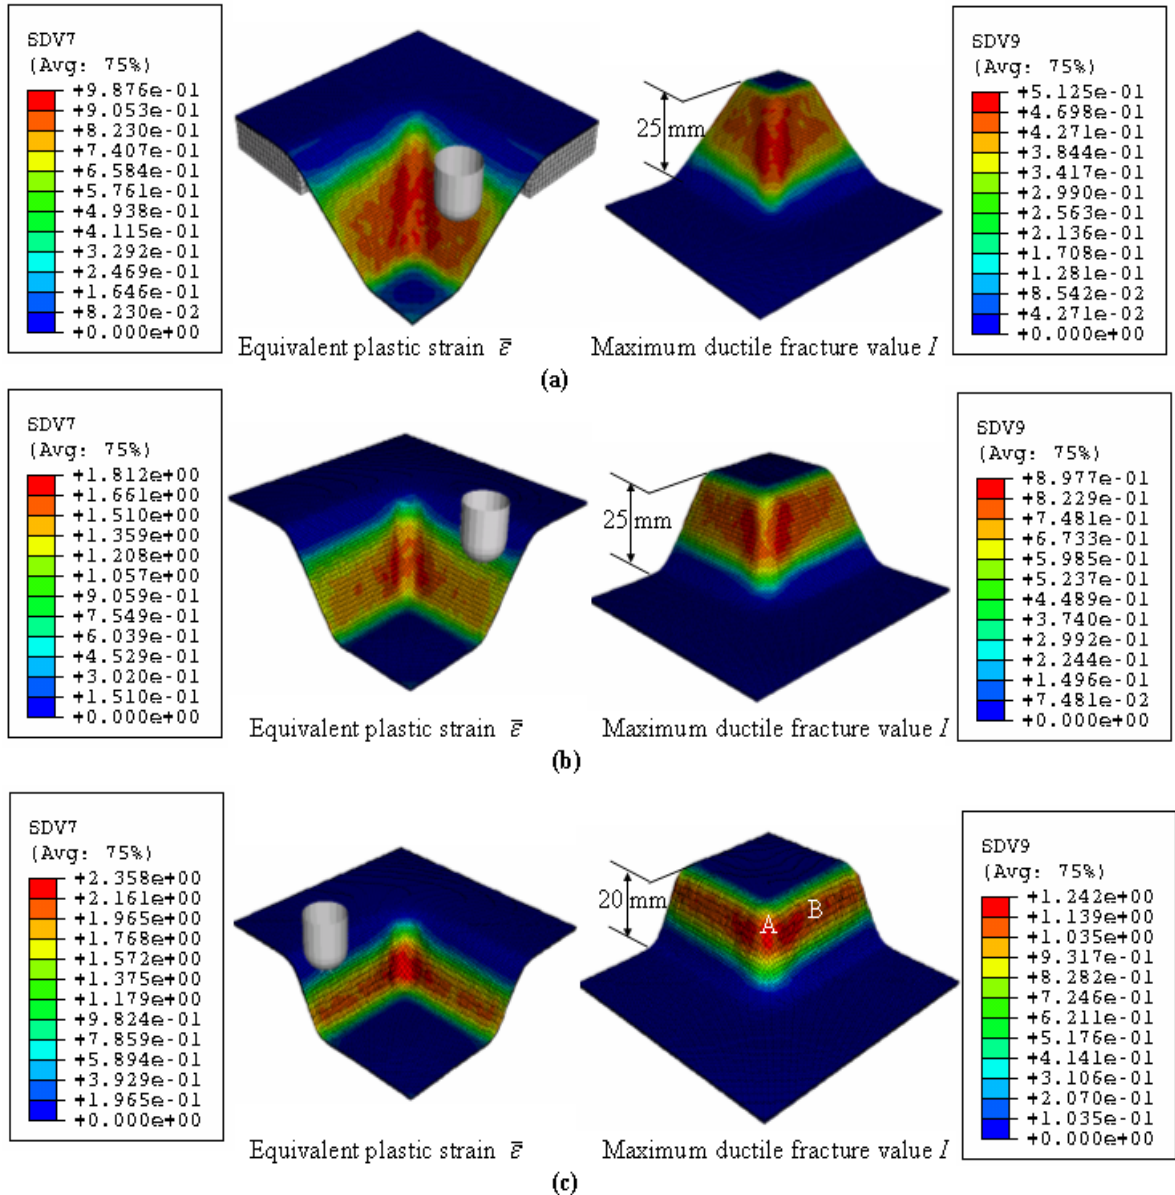 SDV7
(Avg: 75%)
+9.876e-01
+9.053e-01
+8.230e-01
+7.407e-01
+6.584e-01
+5.761e-01
+4.938e-01
+4.115e-01
+3.292e-01
+2.469e-01
+1.646e-01
+8.230e-02
+0.000e+00
25 mm
SDV9
(Avg: 75%)
+5.125e-01
+4.698e-01
+4.271e-01
+3.844e-01
+3.417e-01
+2.990e-01
+2.563e-01
+2.136e-01
+1.708e-01
+1.281e-01
+8.542e-02
+4.271e-02
+0.000e+00
Equivalent plastic strain ε̅
Maximum ductile fracture value I
(a)
SDV7
(Avg: 75%)
+1.812e+00
+1.661e+00
+1.510e+00
+1.359e+00
+1.208e+00
+1.057e+00
+9.059e-01
+7.549e-01
+6.039e-01
+4.529e-01
+3.020e-01
+1.510e-01
+0.000e+00
25 mm
SDV9
(Avg: 75%)
+8.977e-01
+8.229e-01
+7.481e-01
+6.733e-01
+5.985e-01
+5.237e-01
+4.489e-01
+3.740e-01
+2.992e-01
+2.244e-01
+1.496e-01
+7.481e-02
+0.000e+00
Equivalent plastic strain ε̅
Maximum ductile fracture value I
(b)
SDV7
(Avg: 75%)
+2.358e+00
+2.161e+00
+1.965e+00
+1.768e+00
+1.572e+00
+1.375e+00
+1.179e+00
+9.824e-01
+7.859e-01
+5.894e-01
+3.929e-01
+1.965e-01
+0.000e+00
20 mm
A
B
SDV9
(Avg: 75%)
+1.242e+00
+1.139e+00
+1.035e+00
+9.317e-01
+8.282e-01
+7.246e-01
+6.211e-01
+5.176e-01
+4.141e-01
+3.106e-01
+2.070e-01
+1.035e-01
+0.000e+00
Equivalent plastic strain ε̅
Maximum ductile fracture value I
(c)